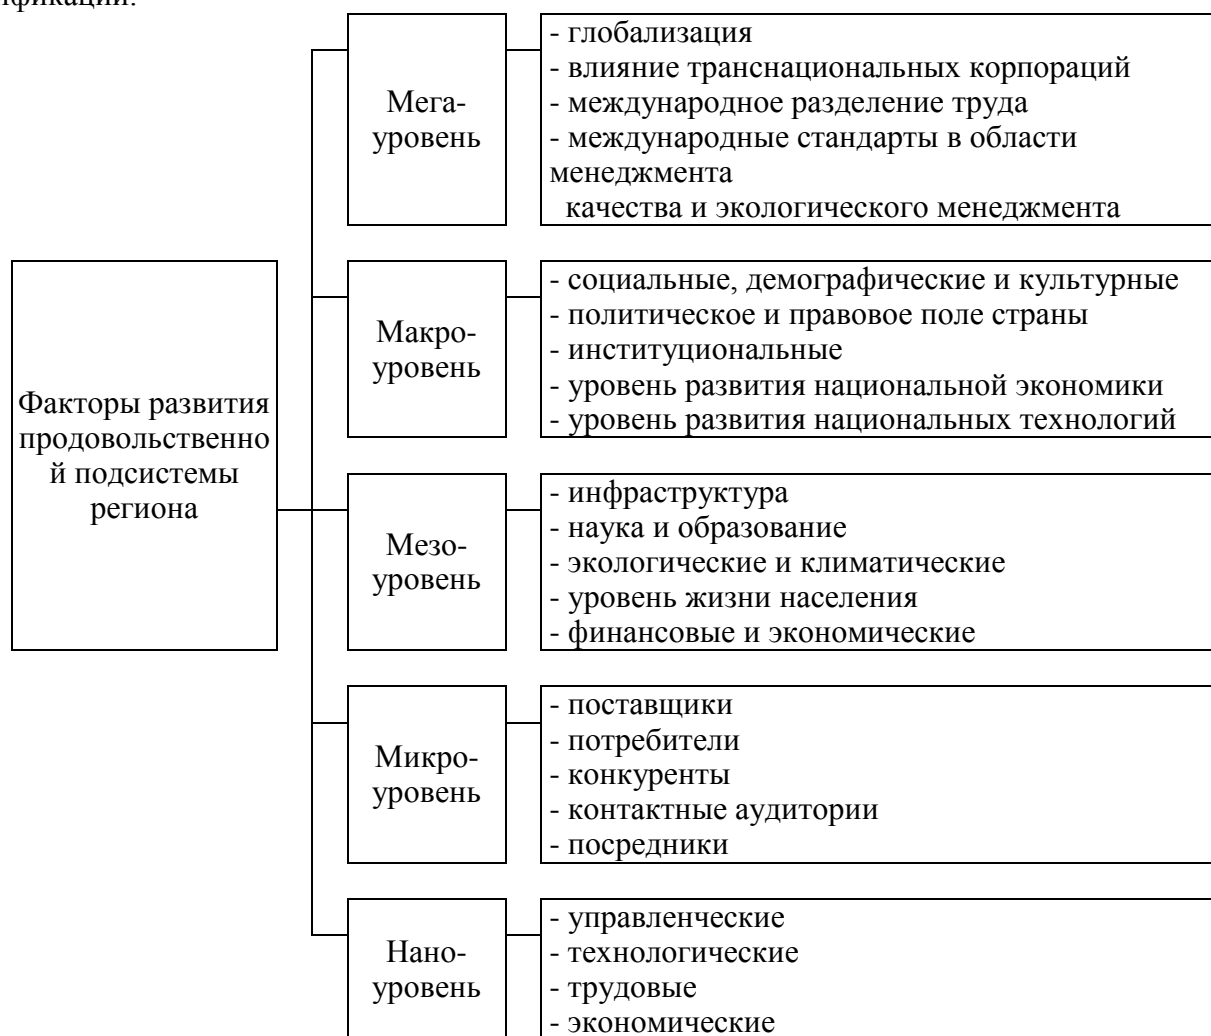 Мега-
уровень
- глобализация
- влияние транснациональных корпораций
- международное разделение труда
- международные стандарты в области
менеджмента
качества и экологического менеджмента
Факторы развития
продовольственно
й подсистемы
региона
Макро-
уровень
- социальные, демографические и культурные
- политическое и правовое поле страны
- институциональные
- уровень развития национальной экономики
- уровень развития национальных технологий
Мезо-
уровень
- инфраструктура
- наука и образование
- экологические и климатические
- уровень жизни населения
- финансовые и экономические
Микро-
уровень
- поставщики
- потребители
- конкуренты
- контактные аудитории
- посредники
Нано-
уровень
- управленческие
- технологические
- трудовые
- экономические